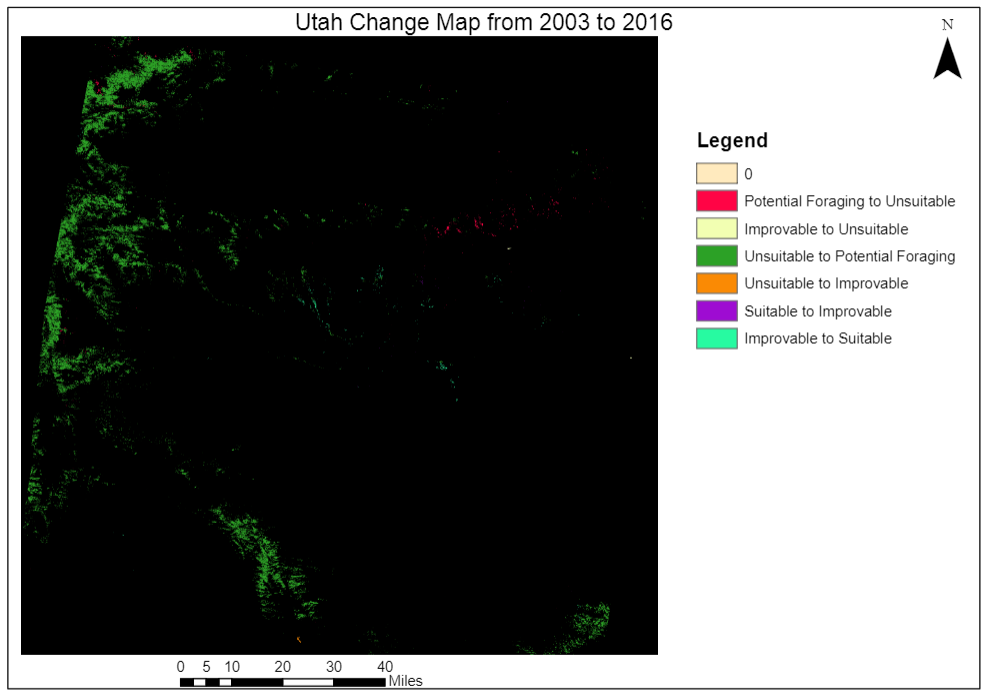 Utah Change Map from 2003 to 2016
N
Legend
0
Potential Foraging to Unsuitable
Improvable to Unsuitable
Unsuitable to Potential Foraging
Unsuitable to Improvable
Suitable to Improvable
Improvable to Suitable
0 5 10 20 30 40
Miles